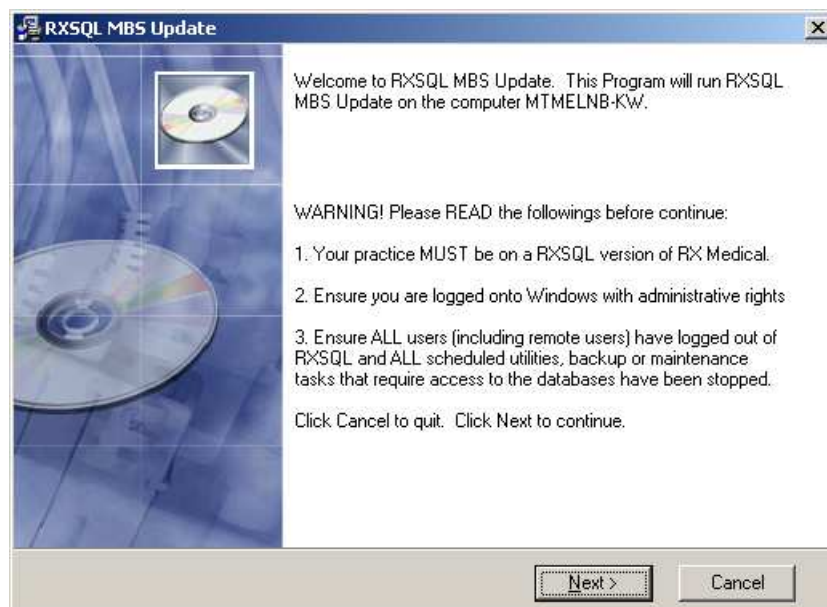 RXSQL MBS Update
Welcome to RXSQL MBS Update. This Program will run RXSQL
MBS Update on the computer MTMELNB-KW.
WARNING! Please READ the followings before continue:
1. Your practice MUST be on a RXSQL version of RX Medical.
2. Ensure you are logged onto Windows with administrative rights
3. Ensure ALL users (including remote users) have logged out of
RXSQL and ALL scheduled utilities, backup or maintenance
tasks that require access to the databases have been stopped.
Click Cancel to quit. Click Next to continue.
Next >
Cancel